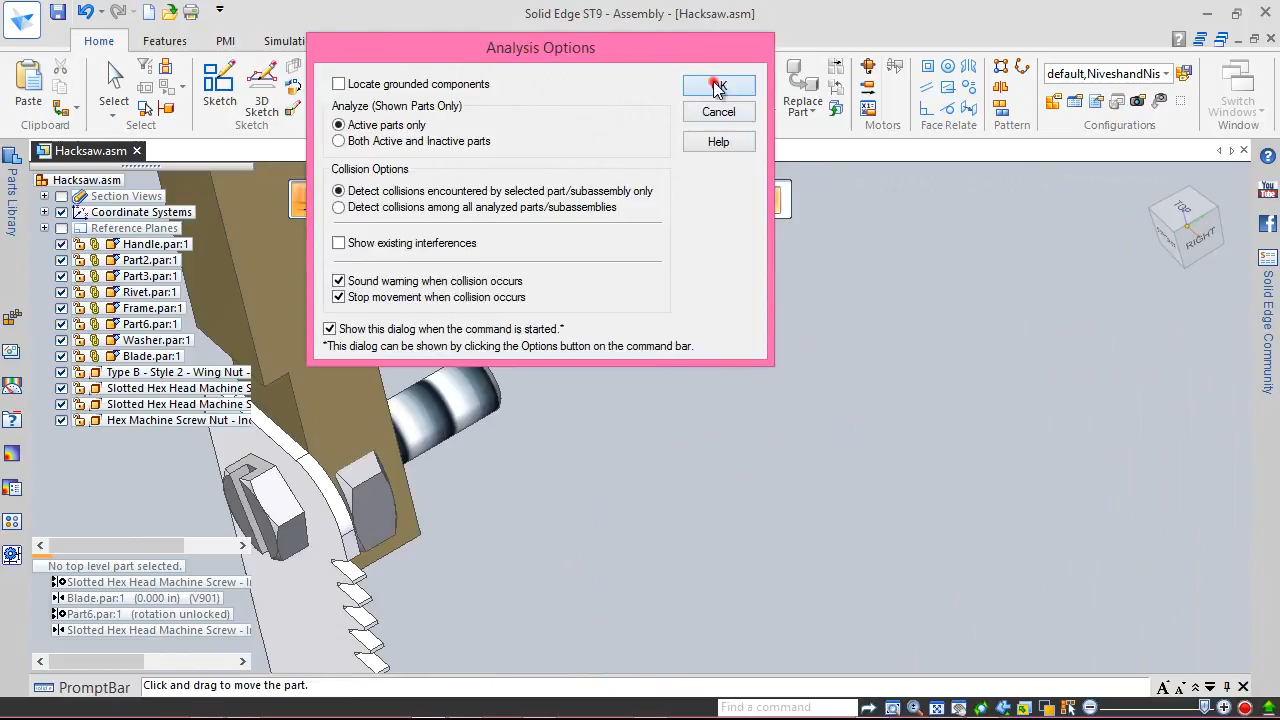 Solid Edge ST9 - Assembly - [Hacksaw.asm]
Home
Features
PMI
Simulati
Analysis Options
Locate grounded components
Analyze (Shown Parts Only)
Active parts only
Both Active and Inactive parts
Collision Options
Detect collisions encountered by selected part/subassembly only
Detect collisions among all analyzed parts/subassemblies
Show existing interferences
Sound warning when collision occurs
Stop movement when collision occurs
Show this dialog when the command is started.*
*This dialog can be shown by clicking the Options button on the command bar.
Cancel
Help
Paste
Clipboard
Select
Select
Sketch
3D
Sketch
Replace
Part
Motors
Face Relate
Pattern
default,NiveshandNis
Configurations
Switch
Windows
Window
Hacksaw.asm
Parts Library
Hacksaw.asm
Section Views
Coordinate Systems
Reference Planes
Handle.par:1
Part2.par:1
Part3.par:1
Rivet.par:1
Frame.par:1
Part6.par:1
Washer.par:1
Blade.par:1
Type B - Style 2 - Wing Nut -
Slotted Hex Head Machine S
Slotted Hex Head Machine S
Hex Machine Screw Nut - Inc
No top level part selected.
Slotted Hex Head Machine Screw - In
Blade.par:1 (0.000 in) (V901)
Part6.par:1 (rotation unlocked)
Slotted Hex Head Machine Screw - In
TOP
RIGHT
You
Tube
Solid Edge Community
PromptBar
Click and drag to move the part.
Find a command